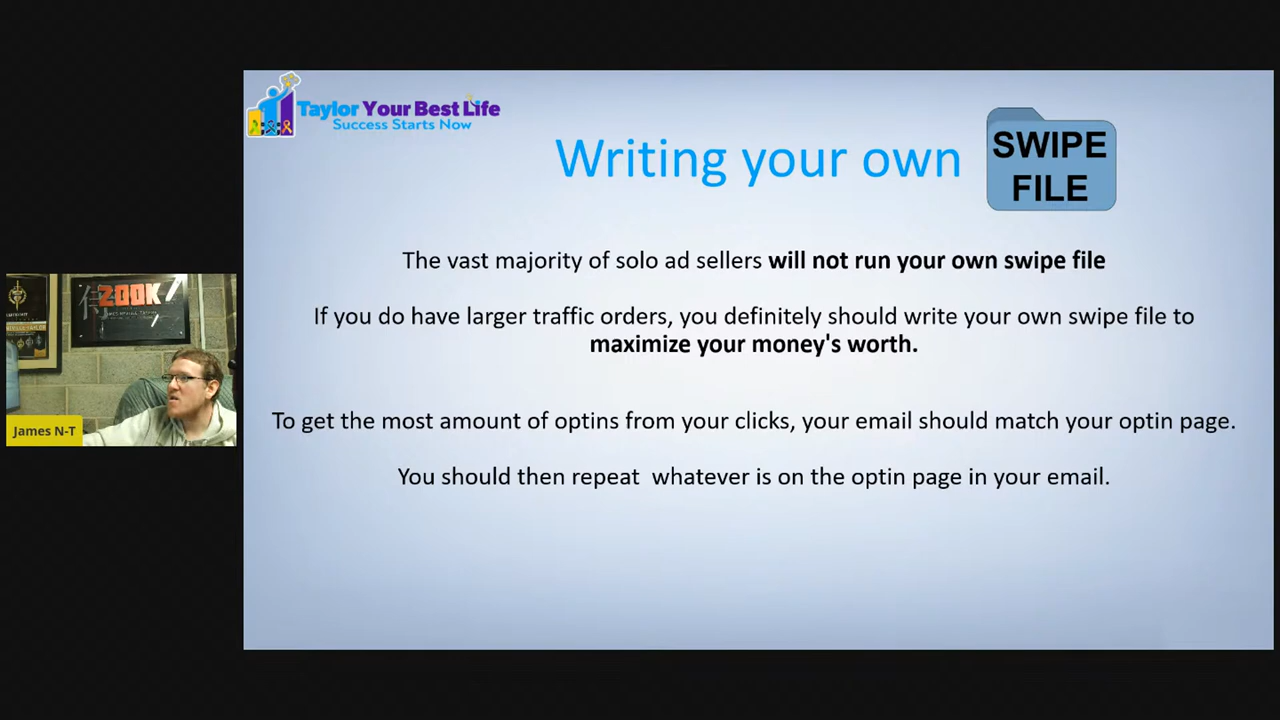 Taylor Your Best Life
Success Starts Now
Writing your own
SWIPE
FILE
The vast majority of solo ad sellers will not run your own swipe file
If you do have larger traffic orders, you definitely should write your own swipe file to
maximize your money's worth.
To get the most amount of optins from your clicks, your email should match your optin page.
You should then repeat whatever is on the optin page in your email.
200K
James N-T